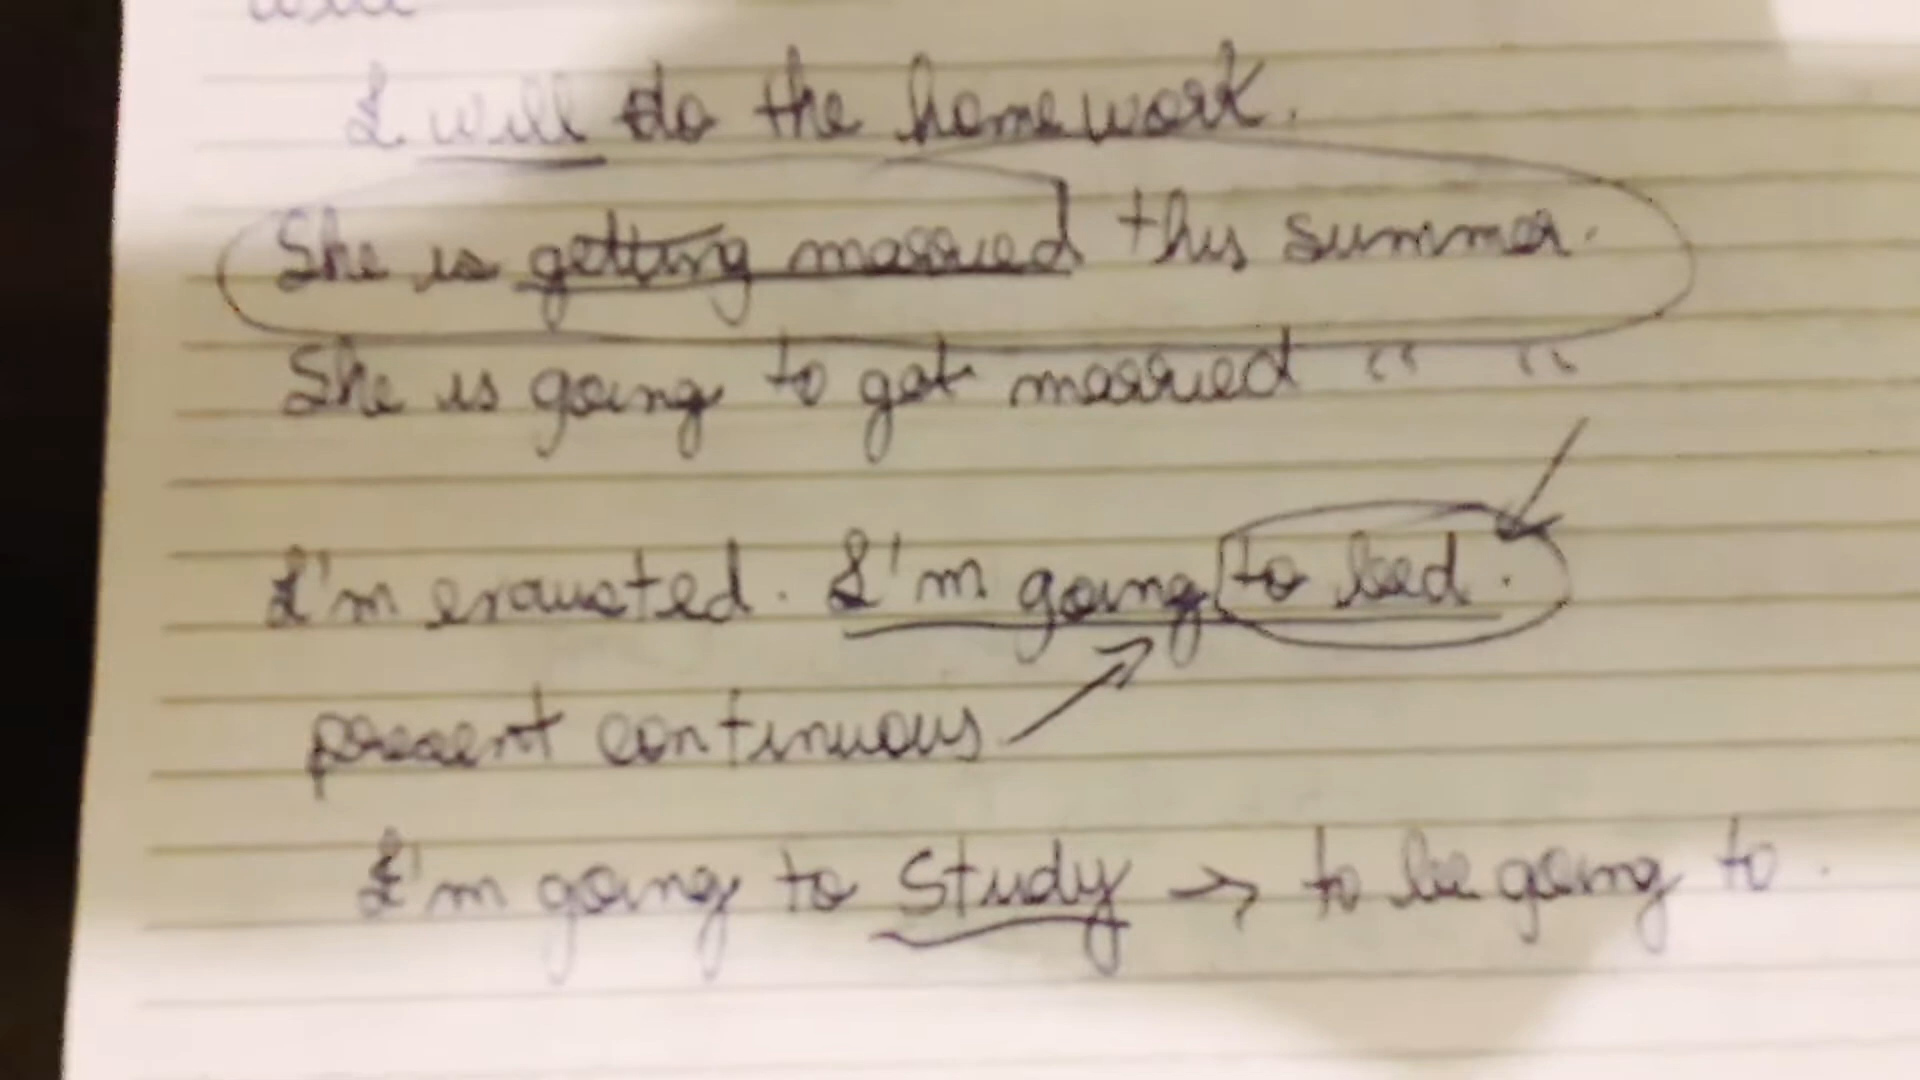 I will do the homework.
She is getting married this summer.
She is going to get married " "
I'm exausted. I'm going to bed.
present continuous
I'm going to study → to be going to.